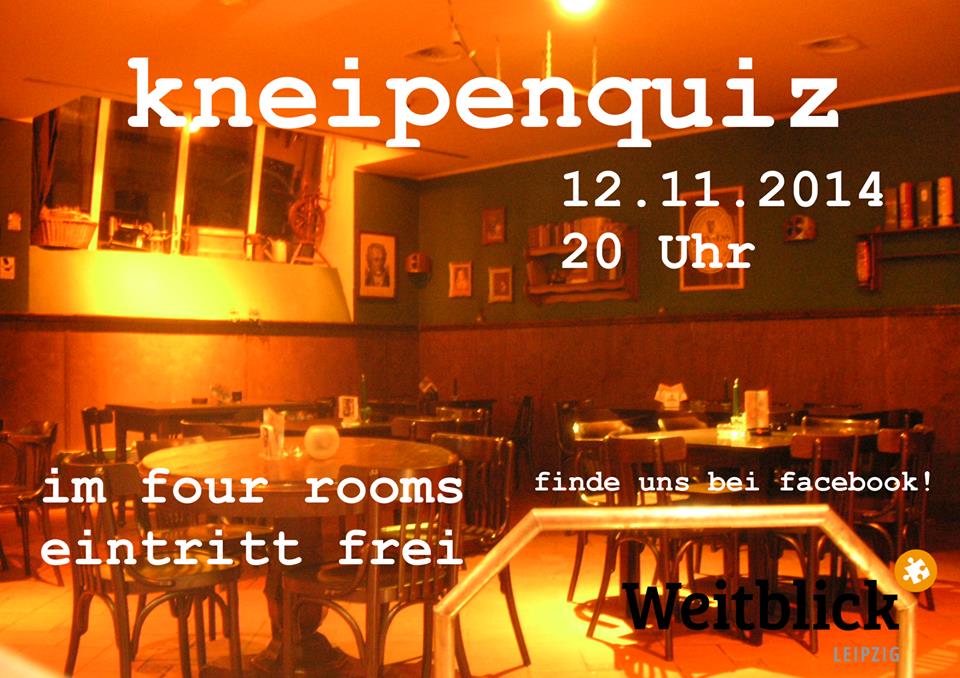 kneipenquiz
12.11.2014
20 Uhr
im four rooms
eintritt frei
finde uns bei facebook!
Weitblick
LEIPZIG